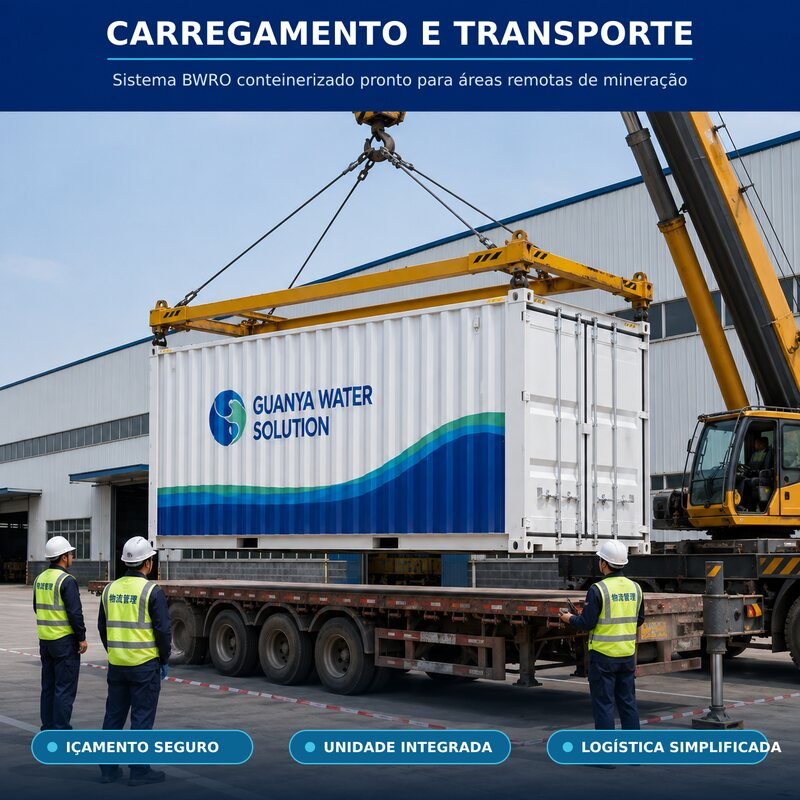 CARREGAMENTO E TRANSPORTE
Sistema BWRO conteinerizado pronto para áreas remotas de mineração
GUANYA WATER
SOLUTION
物流管理
物流管理
物流管理
IÇAMENTO SEGURO
UNIDADE INTEGRADA
LOGÍSTICA SIMPLIFICADA